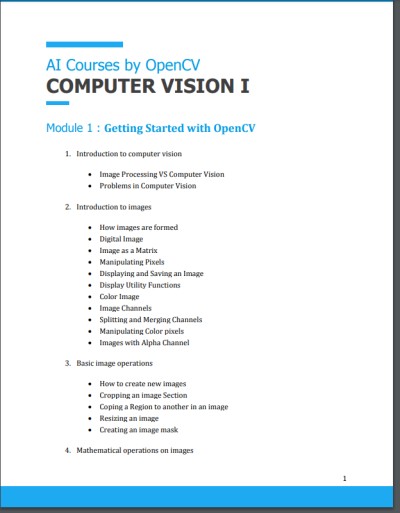 AI Courses by OpenCV
COMPUTER VISION I
Module 1 : Getting Started with OpenCV
1. Introduction to computer vision
• Image Processing VS Computer Vision
• Problems in Computer Vision
2. Introduction to images
• How images are formed
• Digital Image
• Image as a Matrix
• Manipulating Pixels
• Displaying and Saving an Image
• Display Utility Functions
• Color Image
• Image Channels
• Splitting and Merging Channels
• Manipulating Color pixels
• Images with Alpha Channel
3. Basic image operations
• How to create new images
• Cropping an image Section
• Coping a Region to another in an image
• Resizing an image
• Creating an image mask
4. Mathematical operations on images
1